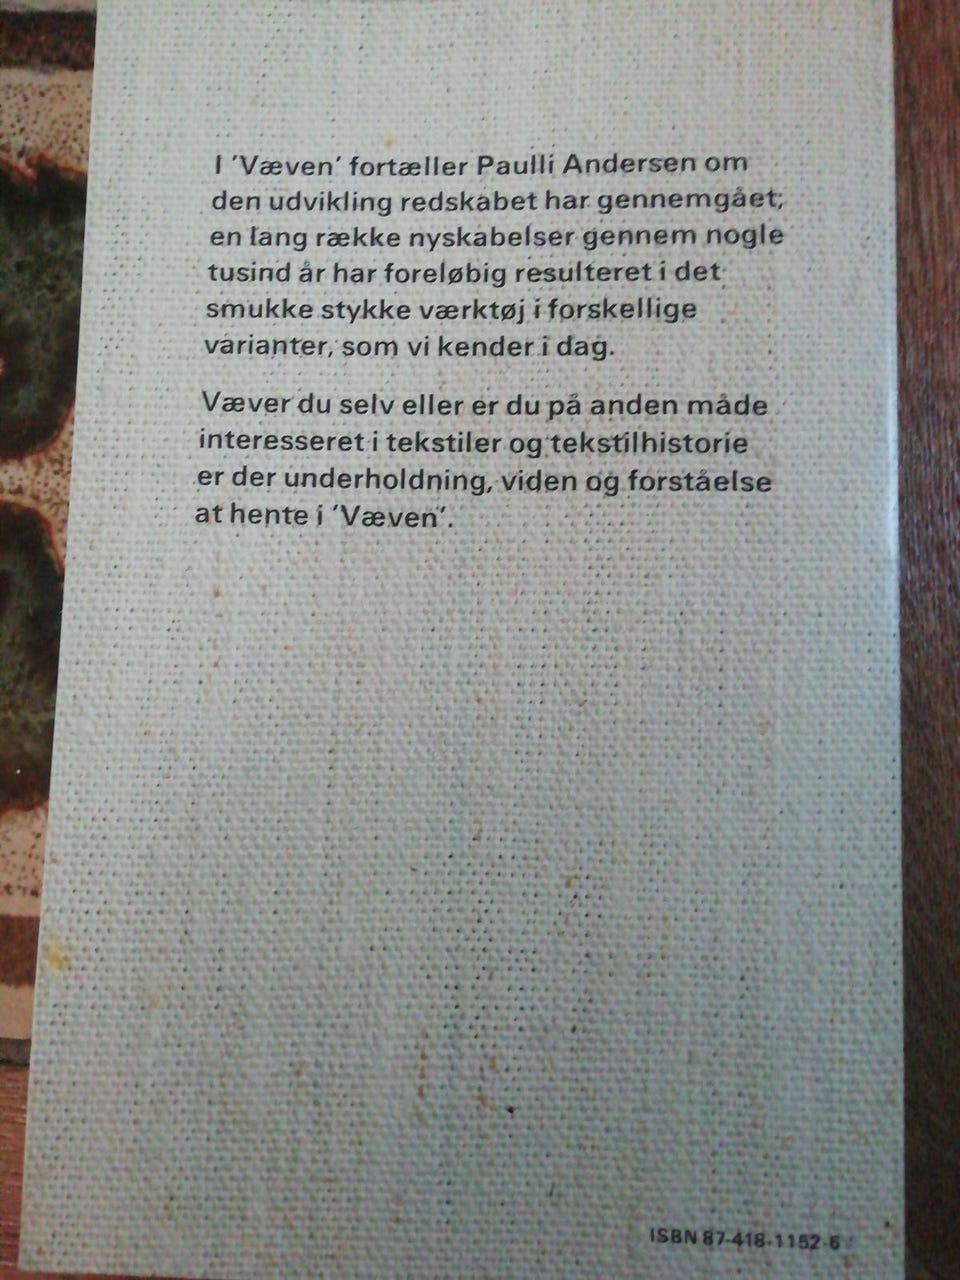 I 'Væven' fortæller Paulli Andersen om
den udvikling redskabet har gennemgået;
en lang række nyskabelser gennem nogle
tusind år har foreløbig resulteret i det
smukke stykke værktøj i forskellige
varianter, som vi kender i dag.
Væver du selv eller er du på anden måde
interesseret i tekstiler og tekstilhistorie
er der underholdning, viden og forståelse
at hente i 'Væven'.
ISBN 87-418-1152-6